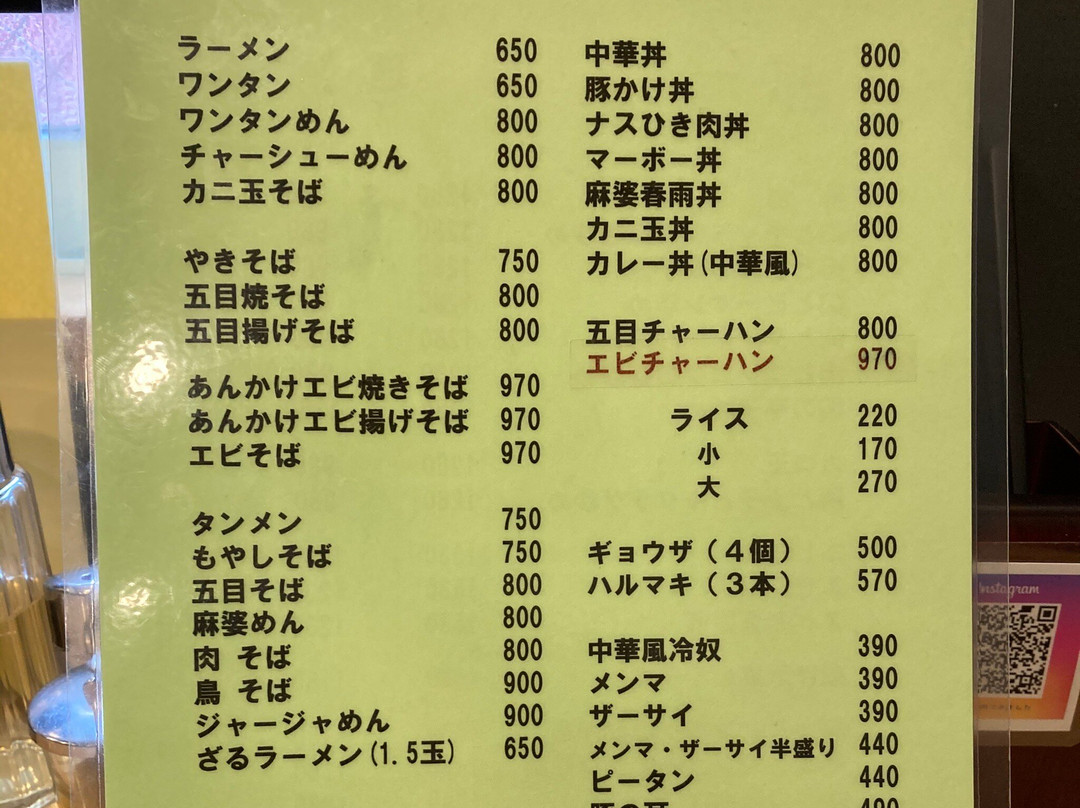 ラーメン 650
ワンタン 650
ワンタンめん 800
チャーシューめん 800
カニ玉そば 800
やきそば 750
五目焼そば 800
五目揚げそば 800
あんかけエビ焼きそば 970
あんかけエビ揚げそば 970
エビそば 970
タンメン 750
もやしそば 750
五目そば 800
麻婆めん 800
肉 そば 800
鳥 そば 900
ジャージャめん 900
ざるラーメン(1.5玉) 650
中華丼 800
豚かけ丼 800
ナスひき肉丼 800
マーボー丼 800
麻婆春雨丼 800
カニ玉丼 800
カレー丼(中華風) 800
五目チャーハン 800
エビチャーハン 970
ライス 220
小 170
大 270
ギョウザ（４個） 500
ハルマキ（３本） 570
中華風冷奴 390
メンマ 390
ザーサイ 390
メンマ・ザーサイ半盛り 440
ピータン 440
Instagram